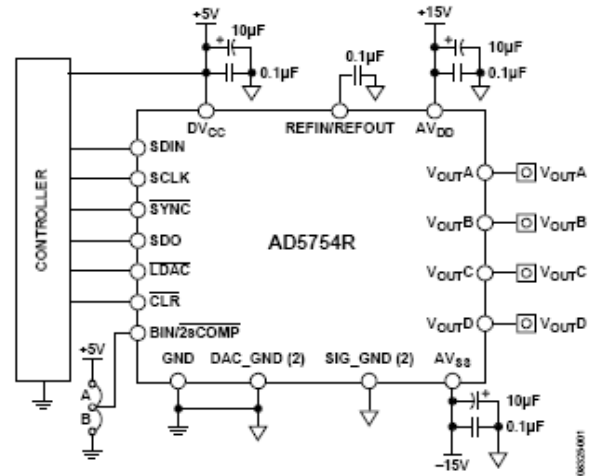 +5V
+15V
10µF
0.1µF
0.1µF
10µF
0.1µF
DVCC
REFIN/REFOUT
AVDD
CONTROLLER
SDIN
SCLK
SYNC
SDO
LDAC
CLR
BIN/2sCOMP
AD5754R
VOUTA
VOUTA
VOUTB
VOUTB
VOUTC
VOUTC
VOUTD
VOUTD
+5V
A
B
GND
DAC_GND (2)
SIG_GND (2)
AVSS
10µF
0.1µF
–15V
08325-001